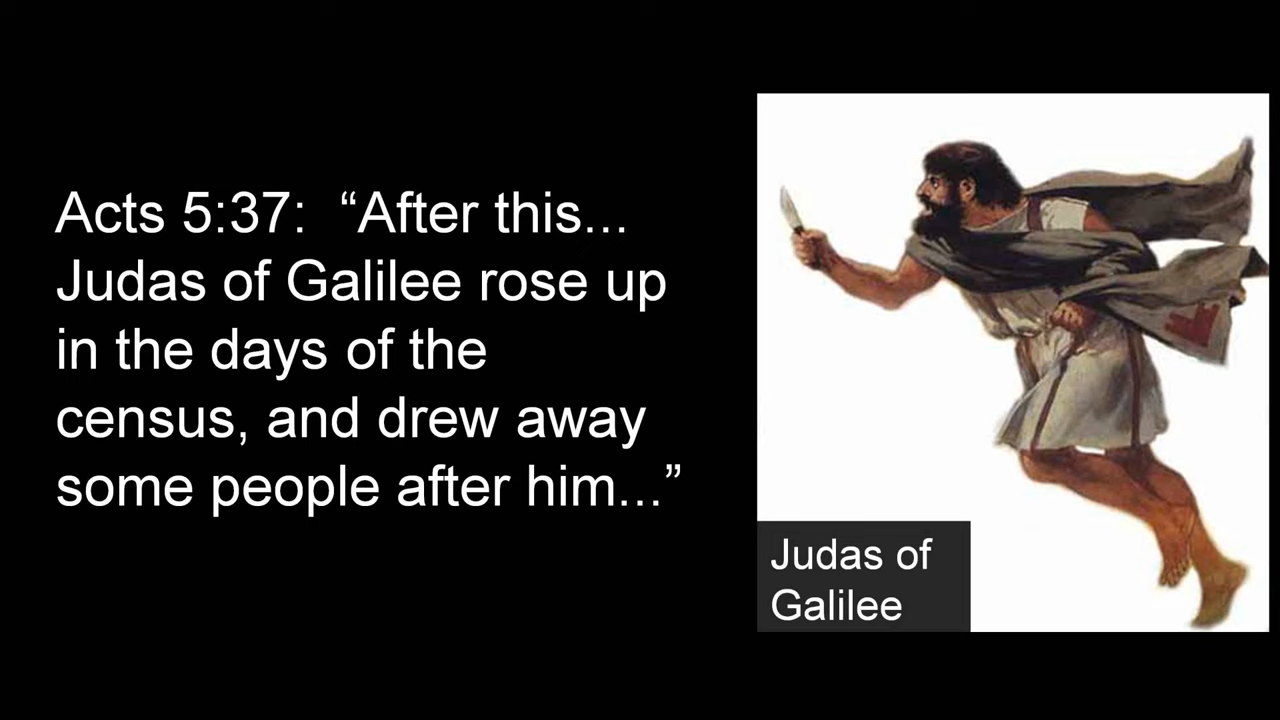 Acts 5:37:  “After this...
Judas of Galilee rose up
in the days of the
census, and drew away
some people after him...”
Judas of
Galilee